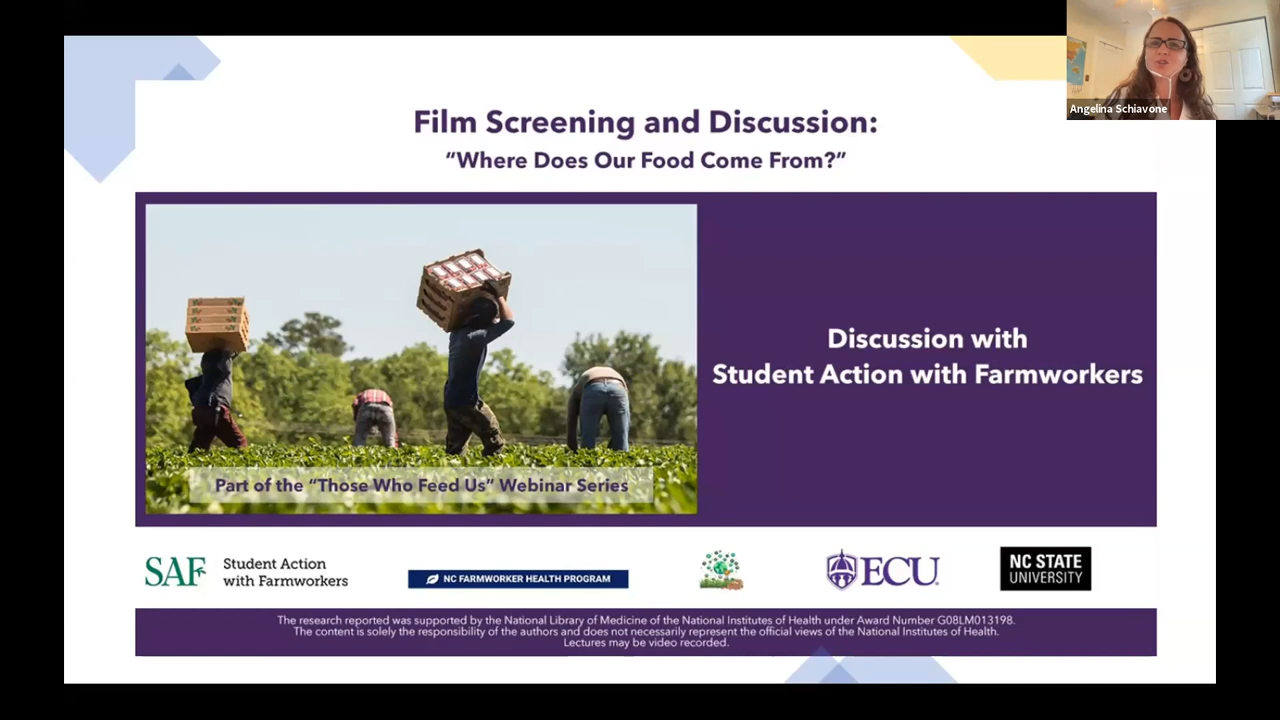 Film Screening and Discussion:
“Where Does Our Food Come From?”
Angelina Schiavone
Discussion with
Student Action with Farmworkers
Part of the “Those Who Feed Us” Webinar Series
SAF Student Action
with Farmworkers
NC FARMWORKER HEALTH PROGRAM
ECU
NC STATE
UNIVERSITY
The research reported was supported by the National Library of Medicine of the National Institutes of Health under Award Number G08LM013198.
The content is solely the responsibility of the authors and does not necessarily represent the official views of the National Institutes of Health.
Lectures may be video recorded.